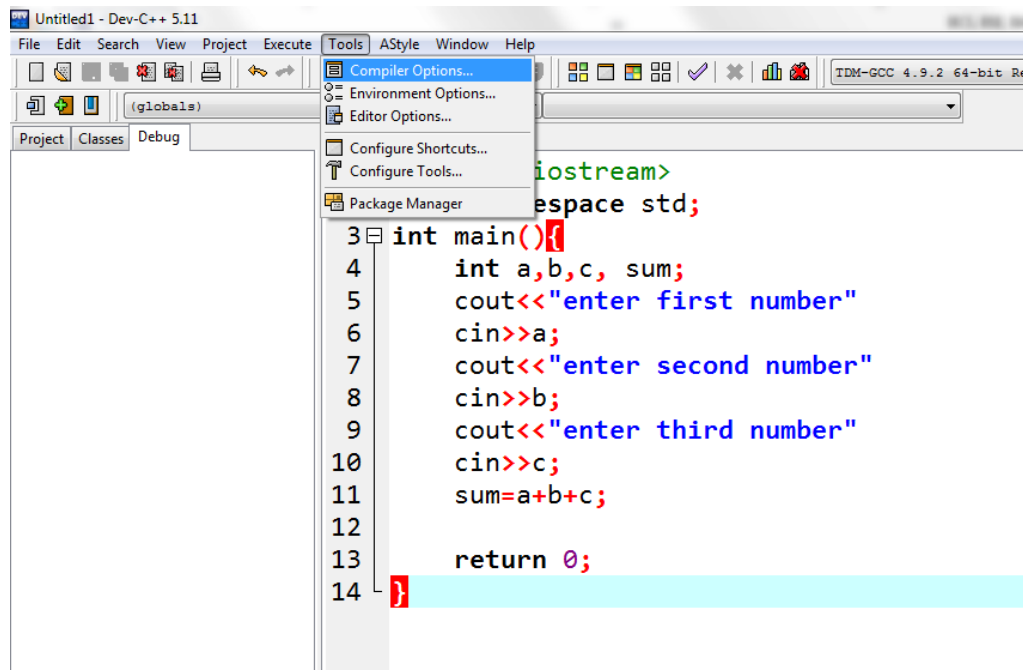 Untitled1 - Dev-C++ 5.11
File Edit Search View Project Execute Tools AStyle Window Help
TDM-GCC 4.9.2 64-bit Re
(globals)
Project Classes Debug
Compiler Options...
Environment Options...
Editor Options...
Configure Shortcuts...
Configure Tools...
Package Manager
iostream>
espace std;
3 int main(){
4 int a,b,c, sum;
5 cout<<"enter first number"
6 cin>>a;
7 cout<<"enter second number"
8 cin>>b;
9 cout<<"enter third number"
10 cin>>c;
11 sum=a+b+c;
12
13 return 0;
14 }